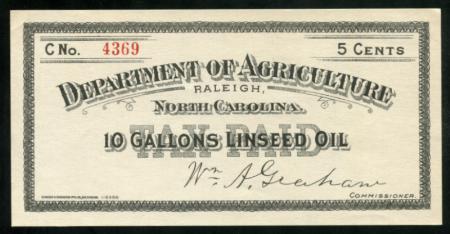 C No. 4369 5 CENTS
DEPARTMENT OF AGRICULTURE
RALEIGH,
NORTH CAROLINA.
TAX PAID
10 GALLONS LINSEED OIL
Wm. A. Graham
COMMISSIONER.